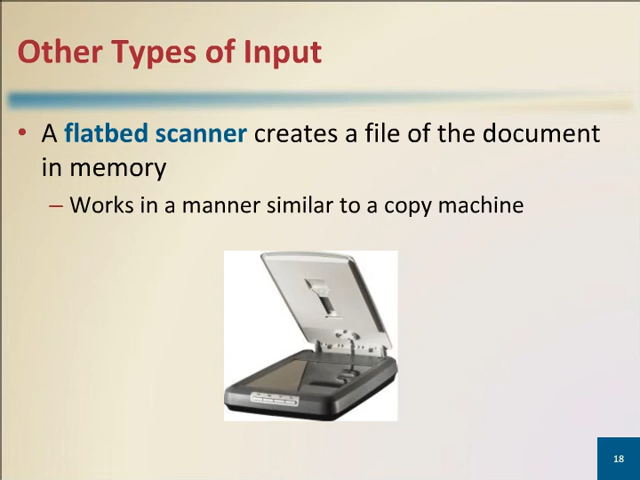 Other Types of Input
• A flatbed scanner creates a file of the document
in memory
– Works in a manner similar to a copy machine
18